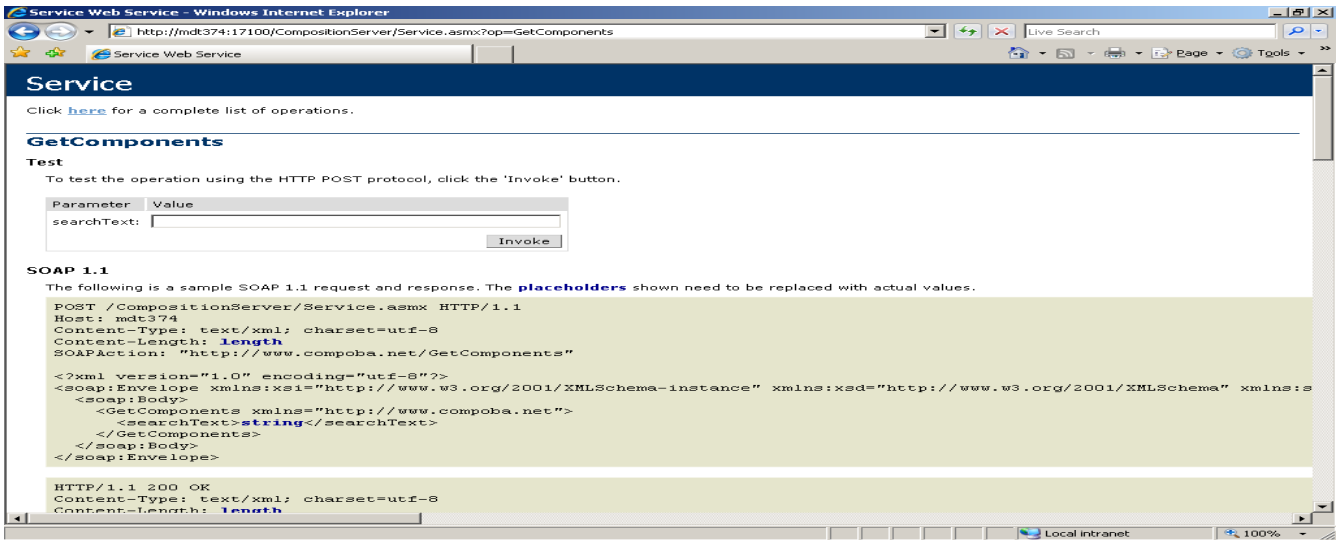 Service Web Service - Windows Internet Explorer
http://mdt374:17100/CompositionServer/Service.asmx?op=GetComponents
Live Search
Service Web Service
Page
Tools
»
Service
Click here for a complete list of operations.
GetComponents
Test
To test the operation using the HTTP POST protocol, click the 'Invoke' button.
Parameter Value
searchText:
Invoke
SOAP 1.1
The following is a sample SOAP 1.1 request and response. The placeholders shown need to be replaced with actual values.
POST /CompositionServer/Service.asmx HTTP/1.1
Host: mdt374
Content-Type: text/xml; charset=utf-8
Content-Length: length
SOAPAction: "http://www.compoba.net/GetComponents"
<?xml version="1.0" encoding="utf-8"?>
<soap:Envelope xmlns:xsi="http://www.w3.org/2001/XMLSchema-instance" xmlns:xsd="http://www.w3.org/2001/XMLSchema" xmlns:s
<soap:Body>
<GetComponents xmlns="http://www.compoba.net">
<searchText>string</searchText>
</GetComponents>
</soap:Body>
</soap:Envelope>
HTTP/1.1 200 OK
Content-Type: text/xml; charset=utf-8
Content-Length: length
Local intranet
100%